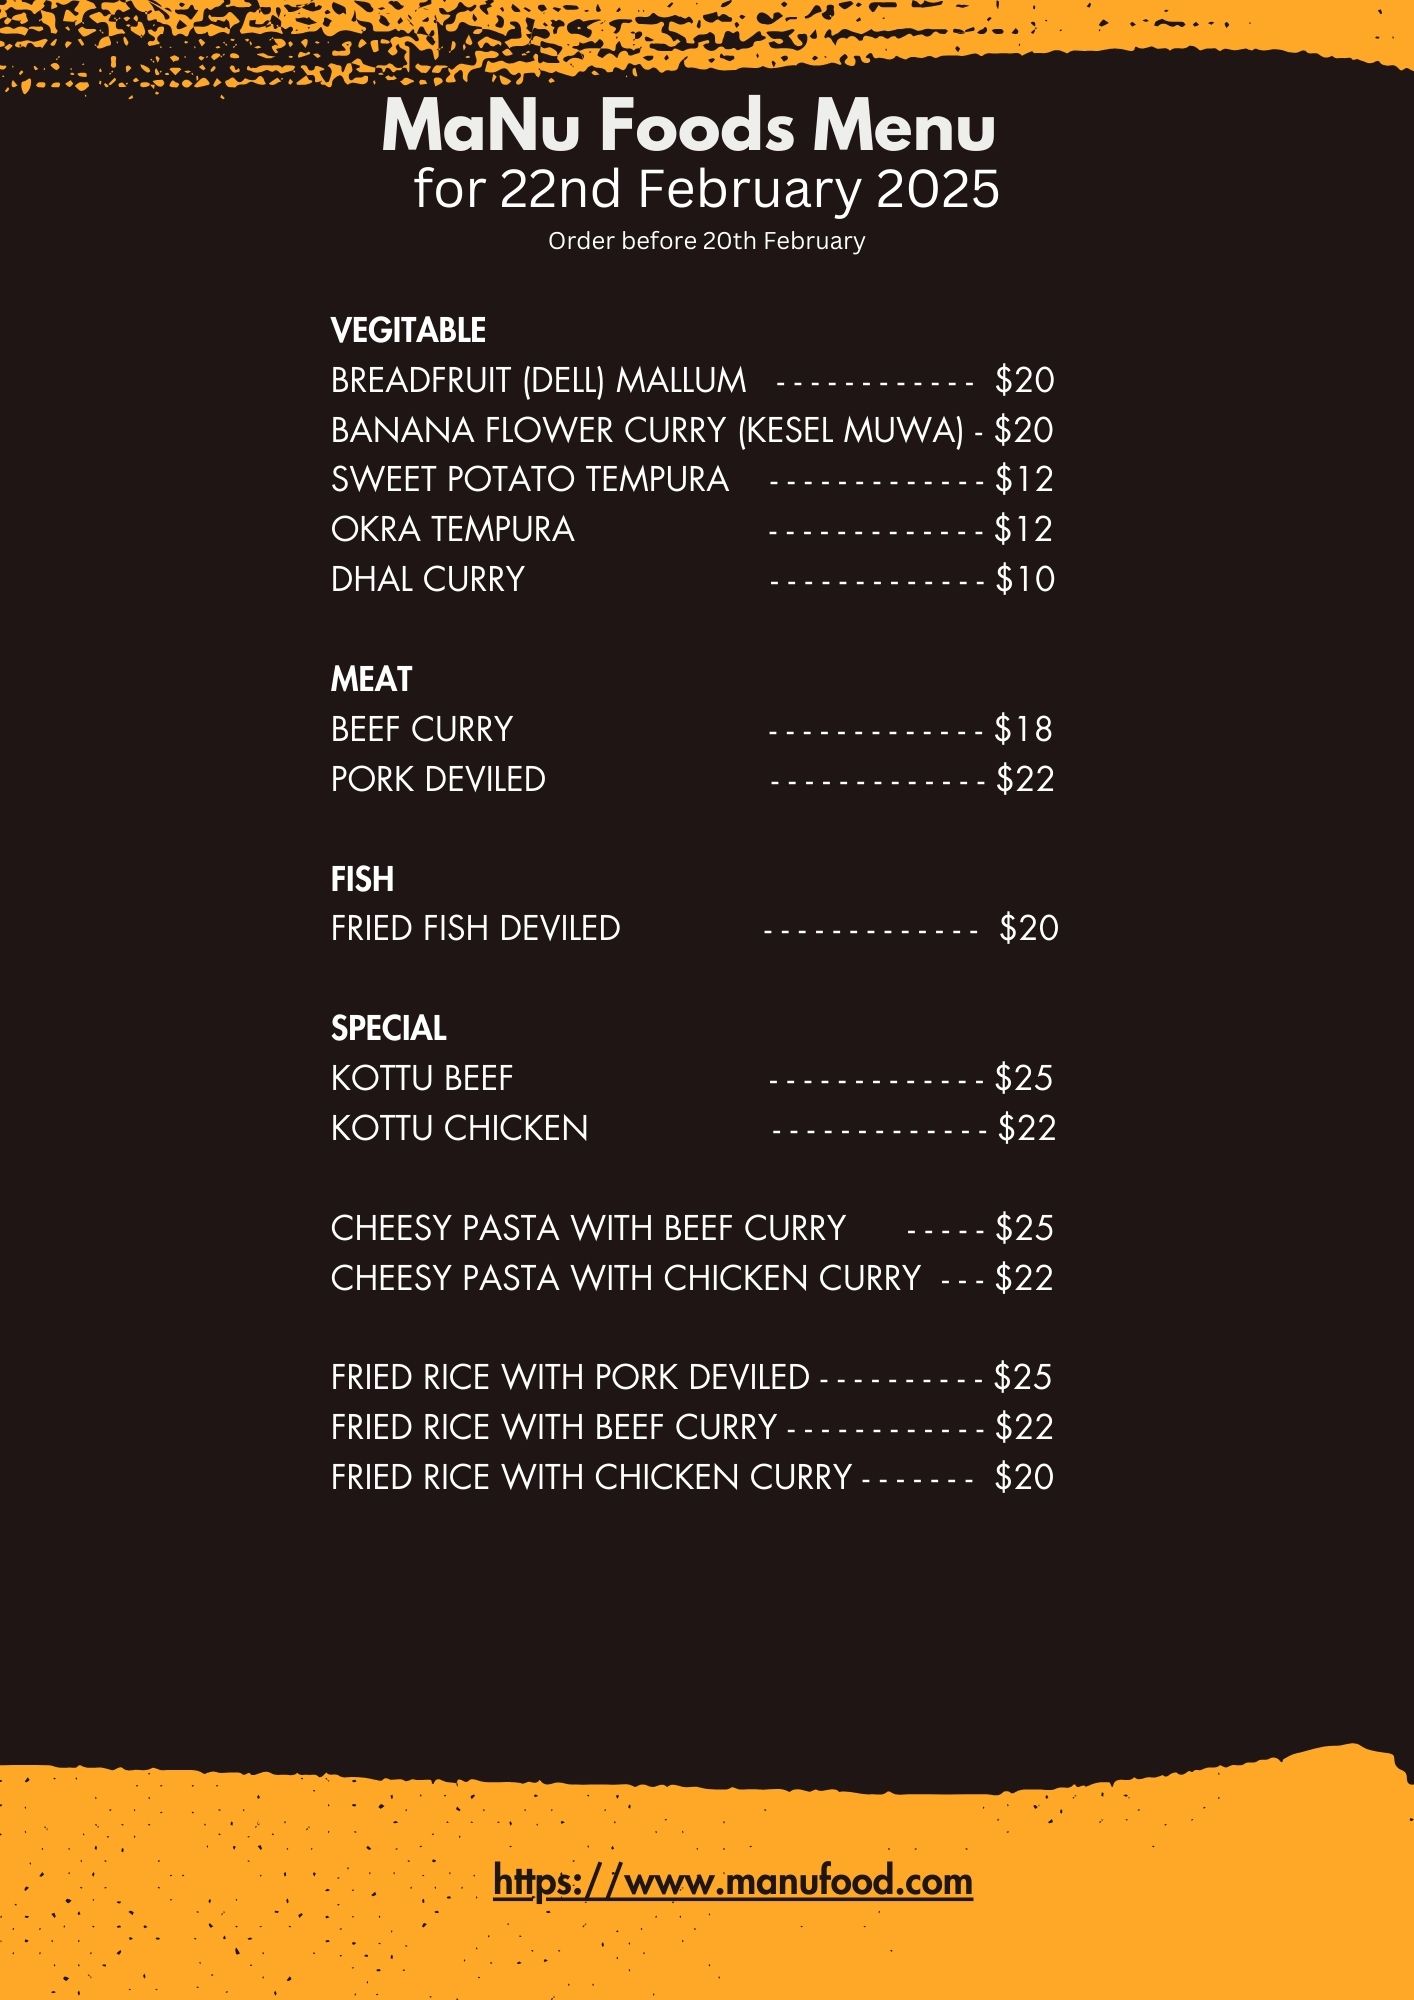 MaNu Foods Menu
for 22nd February 2025
Order before 20th February
VEGITABLE
BREADFRUIT (DELL) MALLUM - - - - - - - - - - - - $20
BANANA FLOWER CURRY (KESEL MUWA) - $20
SWEET POTATO TEMPURA - - - - - - - - - - - - - $12
OKRA TEMPURA - - - - - - - - - - - - - $12
DHAL CURRY - - - - - - - - - - - - - $10
MEAT
BEEF CURRY - - - - - - - - - - - - - $18
PORK DEVILED - - - - - - - - - - - - - $22
FISH
FRIED FISH DEVILED - - - - - - - - - - - - - $20
SPECIAL
KOTTU BEEF - - - - - - - - - - - - - $25
KOTTU CHICKEN - - - - - - - - - - - - - $22
CHEESY PASTA WITH BEEF CURRY - - - - - $25
CHEESY PASTA WITH CHICKEN CURRY - - - $22
FRIED RICE WITH PORK DEVILED - - - - - - - - - - $25
FRIED RICE WITH BEEF CURRY - - - - - - - - - - - - $22
FRIED RICE WITH CHICKEN CURRY - - - - - - - $20
https://www.manufood.com